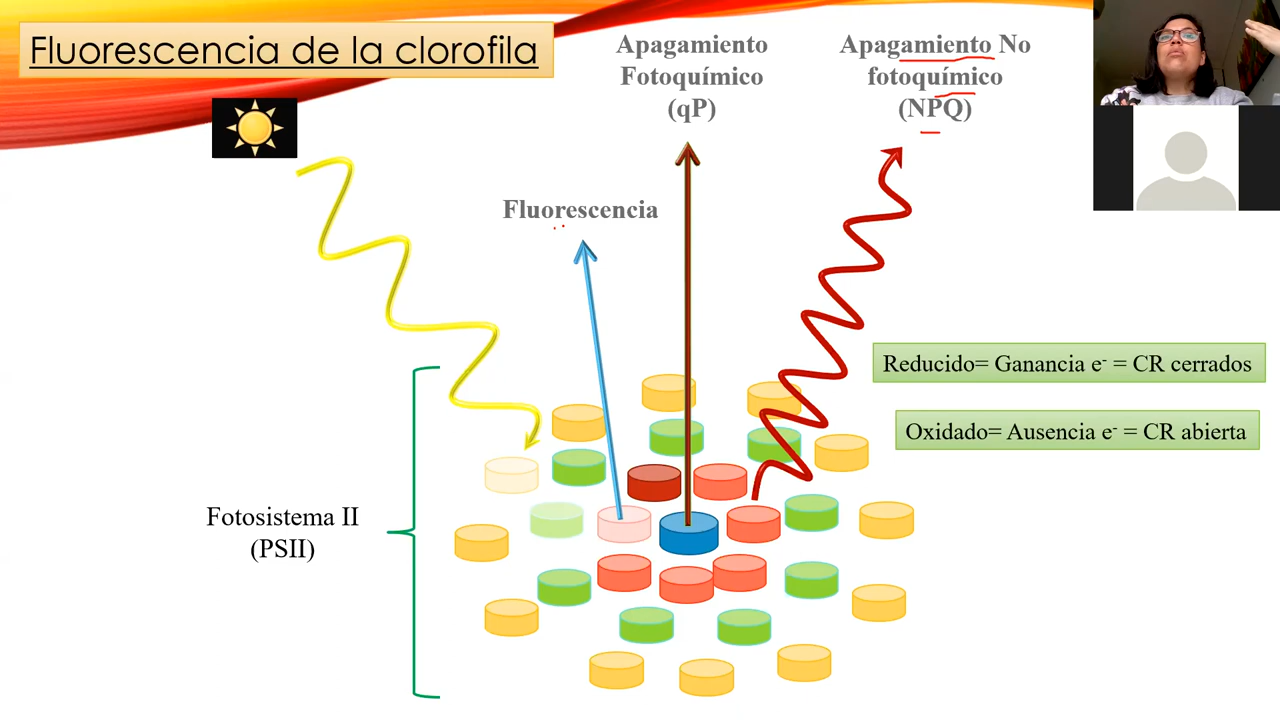 Fluorescencia de la clorofila
Apagamiento
Fotoquímico
(qP)
Apagamiento No
fotoquímico
(NPQ)
Fluorescencia
Reducido= Ganancia e⁻ = CR cerrados
Oxidado= Ausencia e⁻ = CR abierta
Fotosistema II
(PSII)